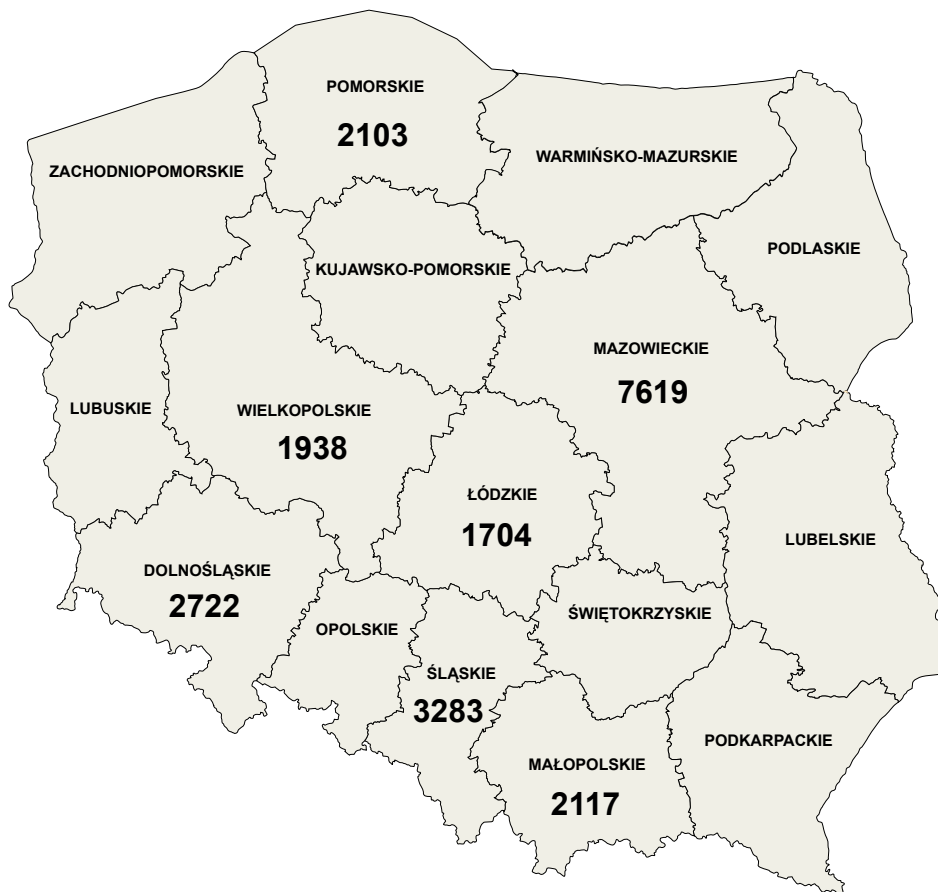 POMORSKIE
2103
ZACHODNIOPOMORSKIE
WARMIŃSKO-MAZURSKIE
PODLASKIE
KUJAWSKO-POMORSKIE
MAZOWIECKIE
7619
LUBUSKIE
WIELKOPOLSKIE
1938
ŁÓDZKIE
1704
LUBELSKIE
DOLNOŚLĄSKIE
2722
OPOLSKIE
ŚWIĘTOKRZYSKIE
ŚLĄSKIE
3283
PODKARPACKIE
MAŁOPOLSKIE
2117